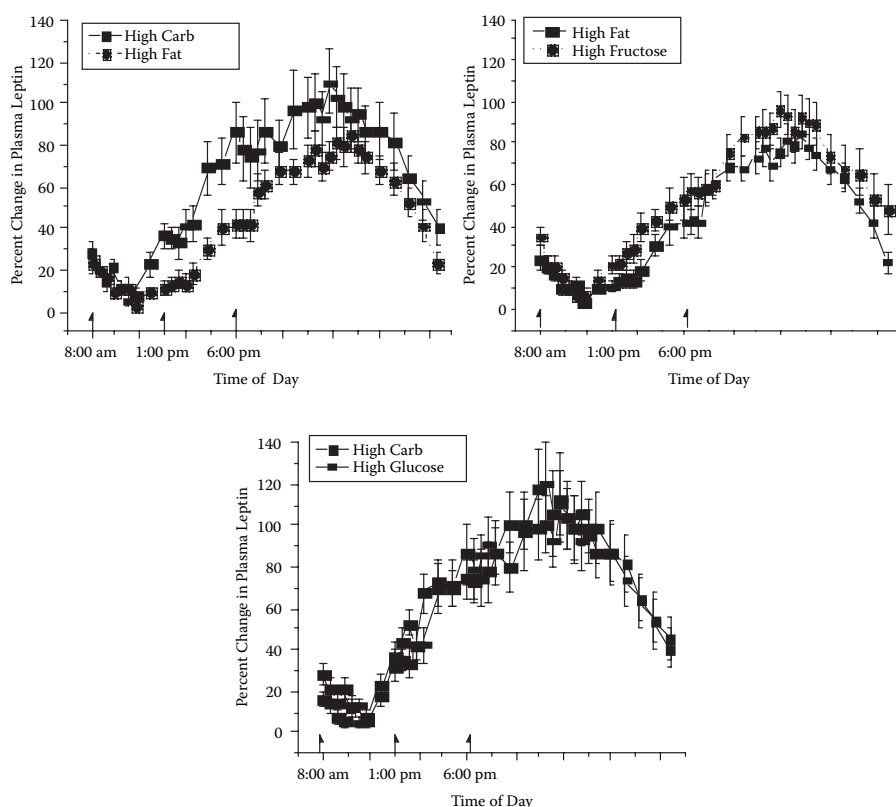 140
120
100
80
60
40
20
0
Percent Change in Plasma Leptin
High Carb
High Fat
8:00 am 1:00 pm 6:00 pm
Time of Day
140
120
100
80
60
40
20
0
Percent Change in Plasma Leptin
High Fat
High Fructose
8:00 am 1:00 pm 6:00 pm
Time of Day
140
120
100
80
60
40
20
0
Percent Change in Plasma Leptin
High Carb
High Glucose
8:00 am 1:00 pm 6:00 pm
Time of Day